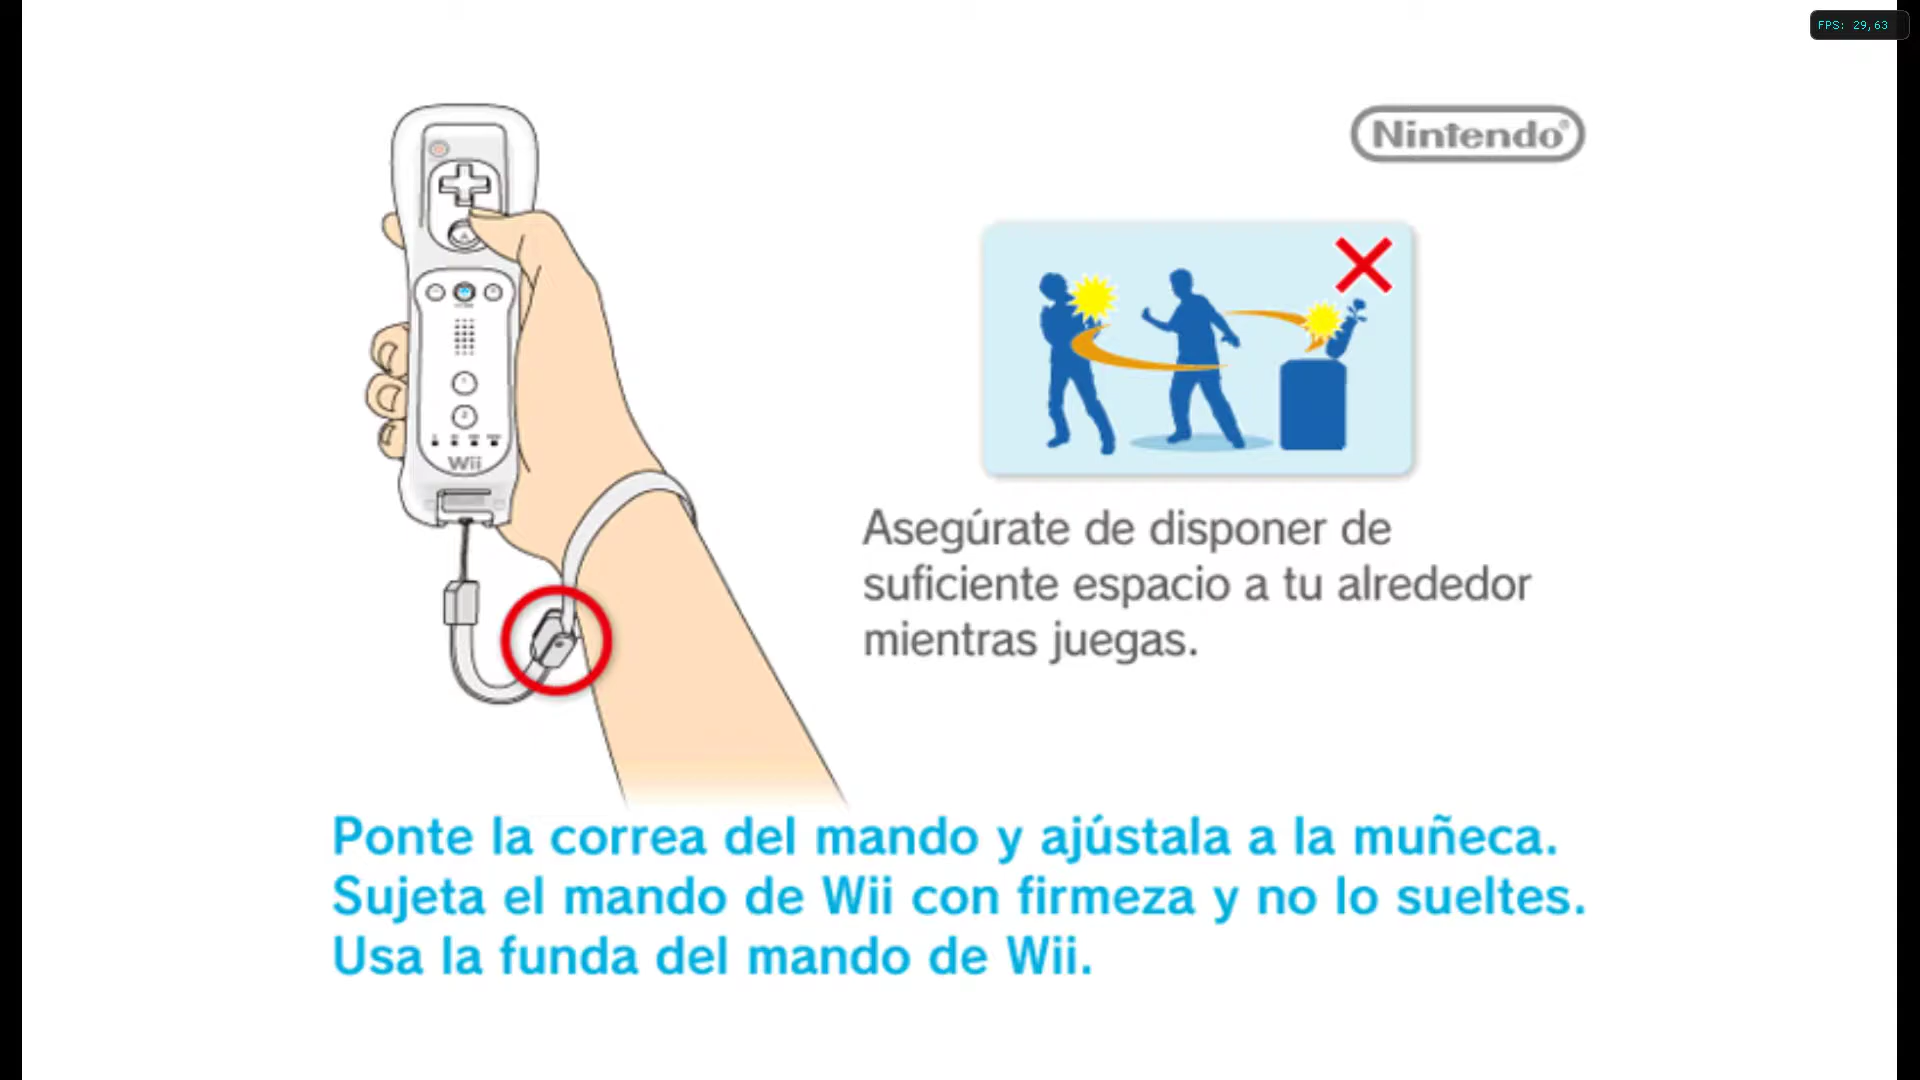 FPS: 29,63
Nintendo®
Wii
Asegúrate de disponer de
suficiente espacio a tu alrededor
mientras juegas.
Ponte la correa del mando y ajústala a la muñeca.
Sujeta el mando de Wii con firmeza y no lo sueltes.
Usa la funda del mando de Wii.